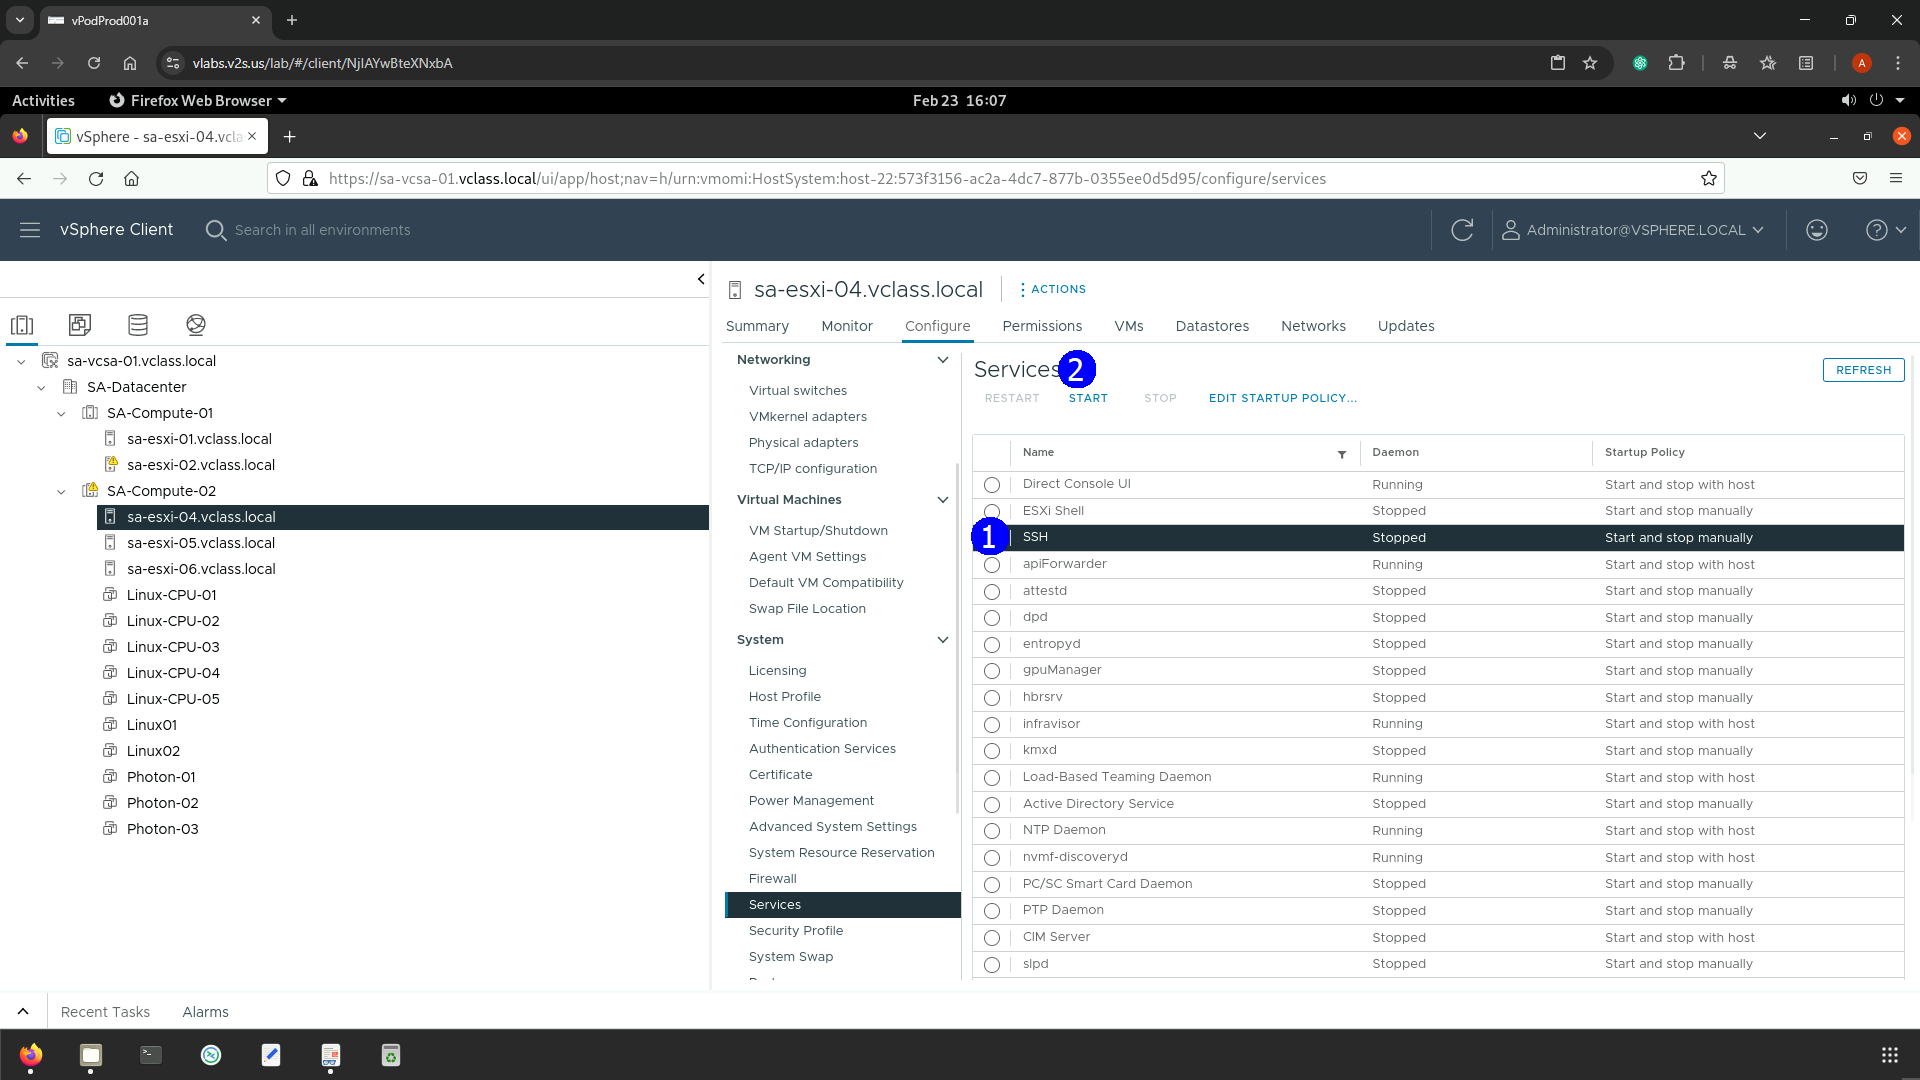 vPodProd001a
vlabs.v2s.us/lab/#/client/NjIAYwBteXNxbA
A
Activities
Firefox Web Browser
Feb 23 16:07
vSphere - sa-esxi-04.vcla
https://sa-vcsa-01.vclass.local/ui/app/host;nav=h/urn:vmomi:HostSystem:host-22:573f3156-ac2a-4dc7-877b-0355ee0d5d95/configure/services
vSphere Client
Search in all environments
Administrator@VSPHERE.LOCAL
sa-vcsa-01.vclass.local
SA-Datacenter
SA-Compute-01
sa-esxi-01.vclass.local
sa-esxi-02.vclass.local
SA-Compute-02
sa-esxi-04.vclass.local
sa-esxi-05.vclass.local
sa-esxi-06.vclass.local
Linux-CPU-01
Linux-CPU-02
Linux-CPU-03
Linux-CPU-04
Linux-CPU-05
Linux01
Linux02
Photon-01
Photon-02
Photon-03
sa-esxi-04.vclass.local
ACTIONS
Summary Monitor Configure Permissions VMs Datastores Networks Updates
Networking
Virtual switches
VMkernel adapters
Physical adapters
TCP/IP configuration
Virtual Machines
VM Startup/Shutdown
Agent VM Settings
Default VM Compatibility
Swap File Location
System
Licensing
Host Profile
Time Configuration
Authentication Services
Certificate
Power Management
Advanced System Settings
System Resource Reservation
Firewall
Services
Security Profile
System Swap
Services 2
REFRESH
RESTART START STOP EDIT STARTUP POLICY...
Name Daemon Startup Policy
Direct Console UI Running Start and stop with host
ESXi Shell Stopped Start and stop manually
1 SSH Stopped Start and stop manually
apiForwarder Running Start and stop with host
attestd Stopped Start and stop manually
dpd Stopped Start and stop manually
entropyd Stopped Start and stop manually
gpuManager Stopped Start and stop manually
hbrsrv Stopped Start and stop manually
infravisor Running Start and stop with host
kmxd Stopped Start and stop manually
Load-Based Teaming Daemon Running Start and stop with host
Active Directory Service Stopped Start and stop manually
NTP Daemon Running Start and stop with host
nvmf-discoveryd Running Start and stop with host
PC/SC Smart Card Daemon Stopped Start and stop manually
PTP Daemon Stopped Start and stop manually
CIM Server Stopped Start and stop with host
slpd Stopped Start and stop manually
Recent Tasks Alarms